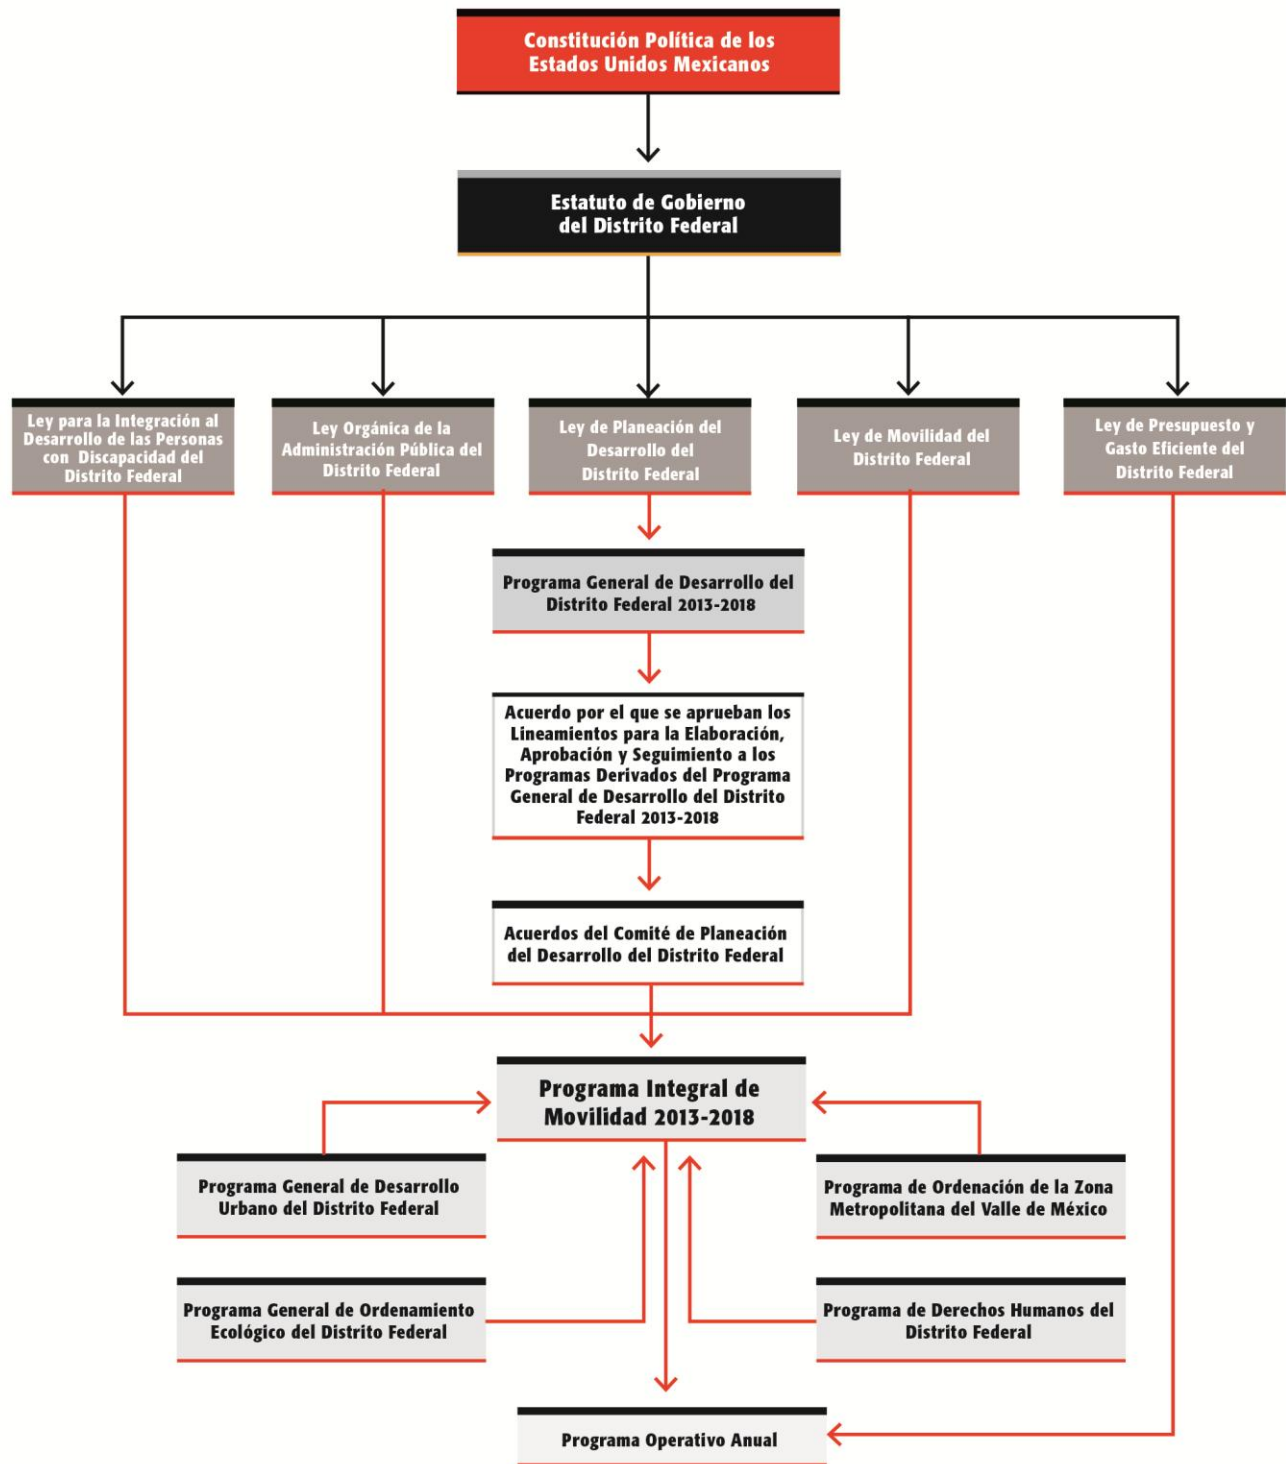 Constitución Política de los
Estados Unidos Mexicanos
Estatuto de Gobierno
del Distrito Federal
Ley para la Integración al
Desarrollo de las Personas
con Discapacidad del
Distrito Federal
Ley Orgánica de la
Administración Pública del
Distrito Federal
Ley de Planeación del
Desarrollo del
Distrito Federal
Ley de Movilidad del
Distrito Federal
Ley de Presupuesto y
Gasto Eficiente del
Distrito Federal
Programa General de Desarrollo del
Distrito Federal 2013-2018
Acuerdo por el que se aprueban los
Lineamientos para la Elaboración,
Aprobación y Seguimiento a los
Programas Derivados del Programa
General de Desarrollo del Distrito
Federal 2013-2018
Acuerdos del Comité de Planeación
del Desarrollo del Distrito Federal
Programa Integral de
Movilidad 2013-2018
Programa General de Desarrollo
Urbano del Distrito Federal
Programa de Ordenación de la Zona
Metropolitana del Valle de México
Programa General de Ordenamiento
Ecológico del Distrito Federal
Programa de Derechos Humanos del
Distrito Federal
Programa Operativo Anual